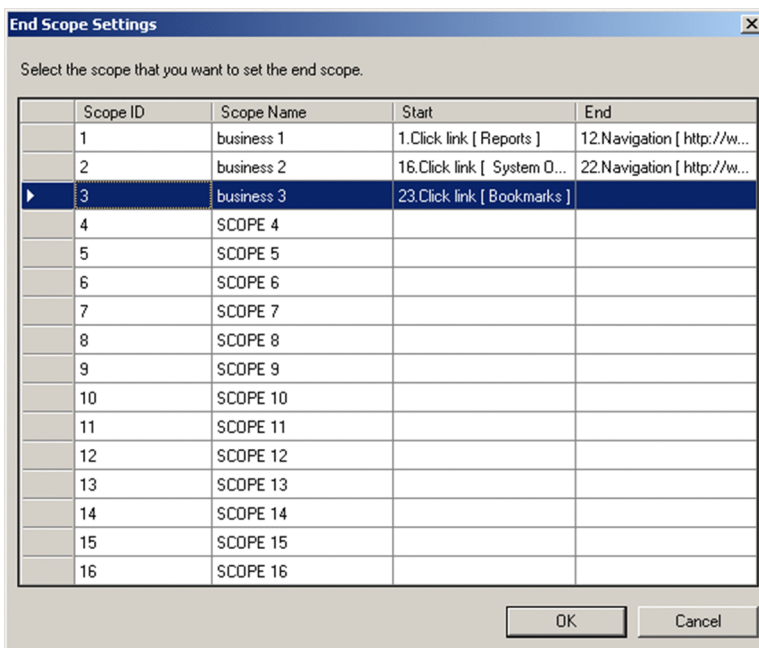 End Scope Settings
Select the scope that you want to set the end scope.
Scope ID Scope Name Start End
1 business 1 1.Click link [ Reports ] 12.Navigation [ http://w...
2 business 2 16.Click link [  System O... 22.Navigation [ http://w...
3 business 3 23.Click link [ Bookmarks ]
4 SCOPE 4
5 SCOPE 5
6 SCOPE 6
7 SCOPE 7
8 SCOPE 8
9 SCOPE 9
10 SCOPE 10
11 SCOPE 11
12 SCOPE 12
13 SCOPE 13
14 SCOPE 14
15 SCOPE 15
16 SCOPE 16
OK Cancel